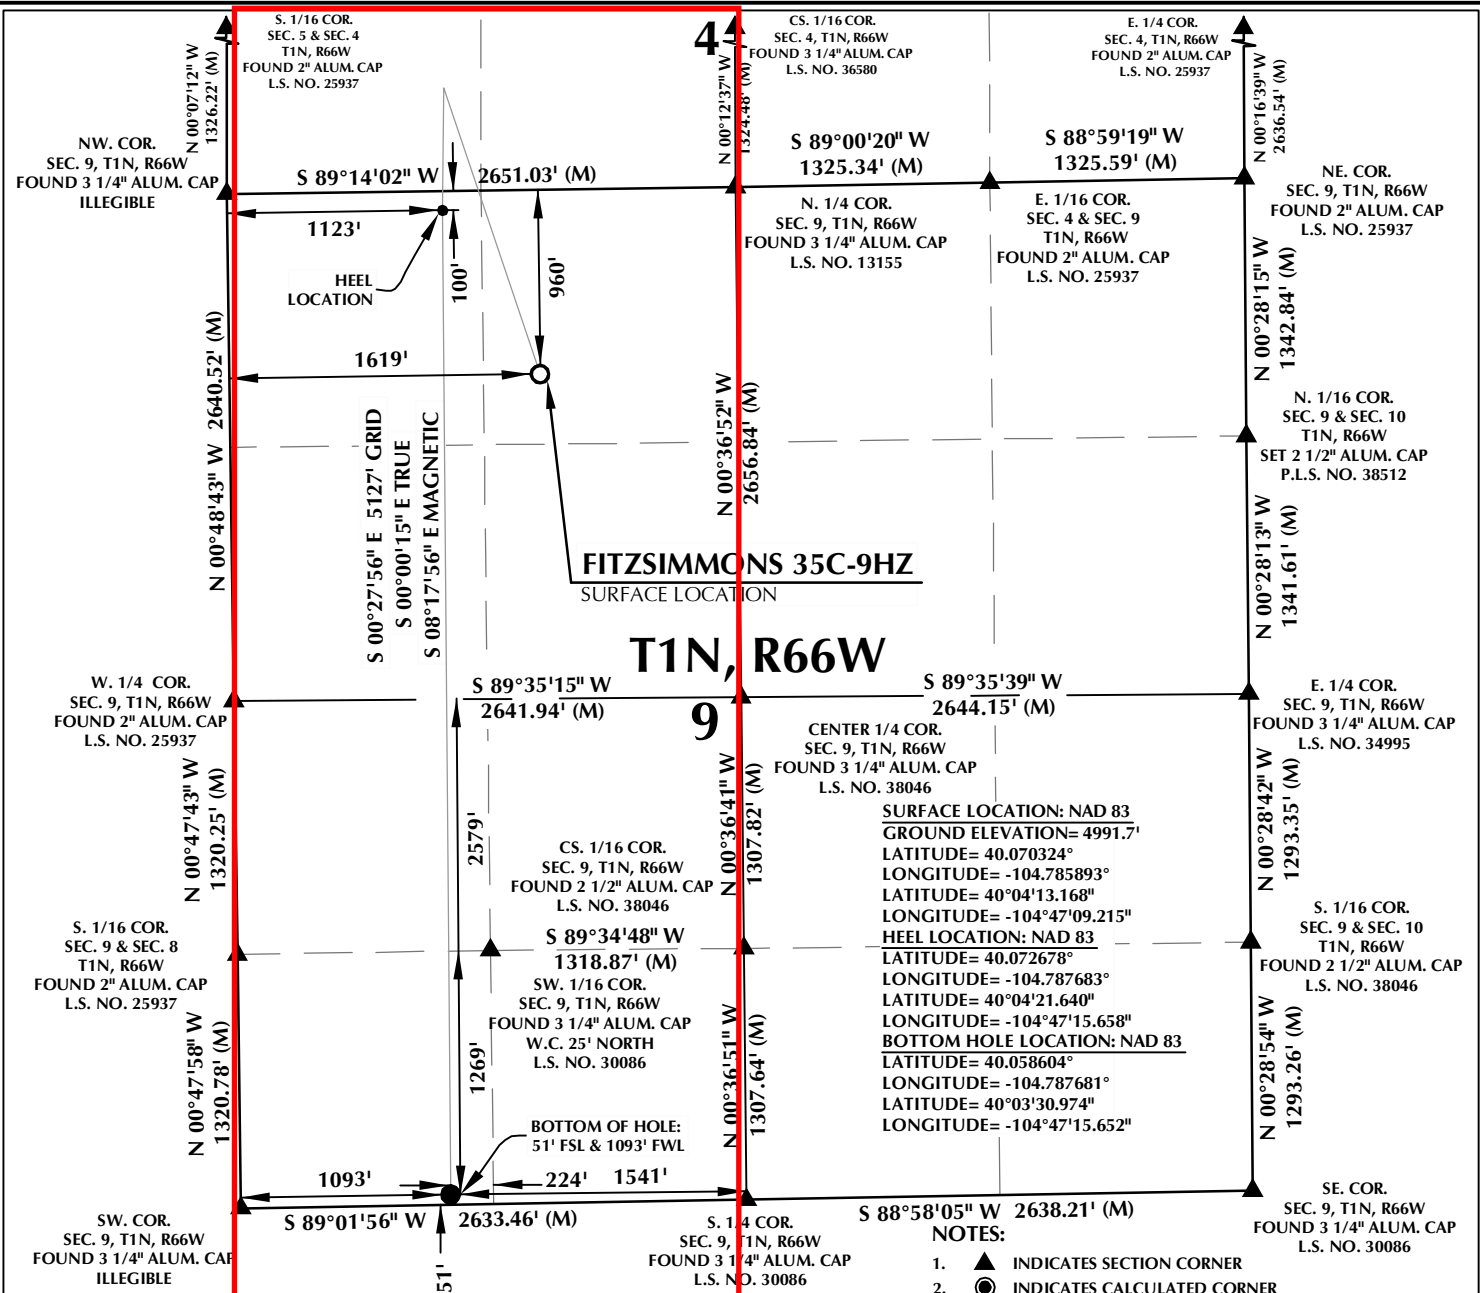 S. 1/16 COR.
SEC. 5 & SEC. 4
T1N, R66W
FOUND 2" ALUM. CAP
L.S. NO. 25937
4
CS. 1/16 COR.
SEC. 4, T1N, R66W
FOUND 3 1/4" ALUM. CAP
L.S. NO. 36580
E. 1/4 COR.
SEC. 4, T1N, R66W
FOUND 2" ALUM. CAP
L.S. NO. 25937
N 00°07'12" W
1326.22' (M)
N 00°12'37" W
1324.48' (M)
N 00°16'39" W
2636.54' (M)
NW. COR.
SEC. 9, T1N, R66W
FOUND 3 1/4" ALUM. CAP
ILLEGIBLE
S 89°14'02" W 2651.03' (M)
S 89°00'20" W
1325.34' (M)
S 88°59'19" W
1325.59' (M)
NE. COR.
SEC. 9, T1N, R66W
FOUND 2" ALUM. CAP
L.S. NO. 25937
N. 1/4 COR.
SEC. 9, T1N, R66W
FOUND 3 1/4" ALUM. CAP
L.S. NO. 13155
E. 1/16 COR.
SEC. 4 & SEC. 9
T1N, R66W
FOUND 2" ALUM. CAP
L.S. NO. 25937
1123'
HEEL
LOCATION
100'
960'
1619'
N 00°48'43" W 2640.52' (M)
N 00°36'52" W
2656.84' (M)
N 00°28'15" W
1342.84' (M)
N. 1/16 COR.
SEC. 9 & SEC. 10
T1N, R66W
SET 2 1/2" ALUM. CAP
P.L.S. NO. 38512
S 00°27'56" E 5127' GRID
S 00°00'15" E TRUE
S 08°17'56" E MAGNETIC
N 00°28'13" W
1341.61' (M)
FITZSIMMONS 35C-9HZ
SURFACE LOCATION
T1N, R66W
W. 1/4 COR.
SEC. 9, T1N, R66W
FOUND 2" ALUM. CAP
L.S. NO. 25937
S 89°35'15" W
2641.94' (M)
9
S 89°35'39" W
2644.15' (M)
E. 1/4 COR.
SEC. 9, T1N, R66W
FOUND 3 1/4" ALUM. CAP
L.S. NO. 34995
CENTER 1/4 COR.
SEC. 9, T1N, R66W
FOUND 3 1/4" ALUM. CAP
L.S. NO. 38046
N 00°47'43" W
1320.25' (M)
2579'
N 00°36'41" W
1307.82' (M)
N 00°28'42" W
1293.35' (M)
CS. 1/16 COR.
SEC. 9, T1N, R66W
FOUND 2 1/2" ALUM. CAP
L.S. NO. 38046
SURFACE LOCATION: NAD 83
GROUND ELEVATION= 4991.7'
LATITUDE= 40.070324°
LONGITUDE= -104.785893°
LATITUDE= 40°04'13.168"
LONGITUDE= -104°47'09.215"
HEEL LOCATION: NAD 83
LATITUDE= 40.072678°
LONGITUDE= -104.787683°
LATITUDE= 40°04'21.640"
LONGITUDE= -104°47'15.658"
BOTTOM HOLE LOCATION: NAD 83
LATITUDE= 40.058604°
LONGITUDE= -104.787681°
LATITUDE= 40°03'30.974"
LONGITUDE= -104°47'15.652"
S. 1/16 COR.
SEC. 9 & SEC. 8
T1N, R66W
FOUND 2" ALUM. CAP
L.S. NO. 25937
S 89°34'48" W
1318.87' (M)
SW. 1/16 COR.
SEC. 9, T1N, R66W
FOUND 3 1/4" ALUM. CAP
W.C. 25' NORTH
L.S. NO. 30086
S. 1/16 COR.
SEC. 9 & SEC. 10
T1N, R66W
FOUND 2 1/2" ALUM. CAP
L.S. NO. 38046
N 00°47'58" W
1320.78' (M)
1269'
N 00°36'51" W
1307.64' (M)
N 00°28'54" W
1293.26' (M)
BOTTOM OF HOLE:
51' FSL & 1093' FWL
1093'
224'
1541'
SW. COR.
SEC. 9, T1N, R66W
FOUND 3 1/4" ALUM. CAP
ILLEGIBLE
S 89°01'56" W 2633.46' (M)
51'
S. 1/4 COR.
SEC. 9, T1N, R66W
FOUND 3 1/4" ALUM. CAP
L.S. NO. 30086
S 88°58'05" W 2638.21' (M)
SE. COR.
SEC. 9, T1N, R66W
FOUND 3 1/4" ALUM. CAP
L.S. NO. 30086
NOTES:
1. INDICATES SECTION CORNER
2. INDICATES CALCULATED CORNER